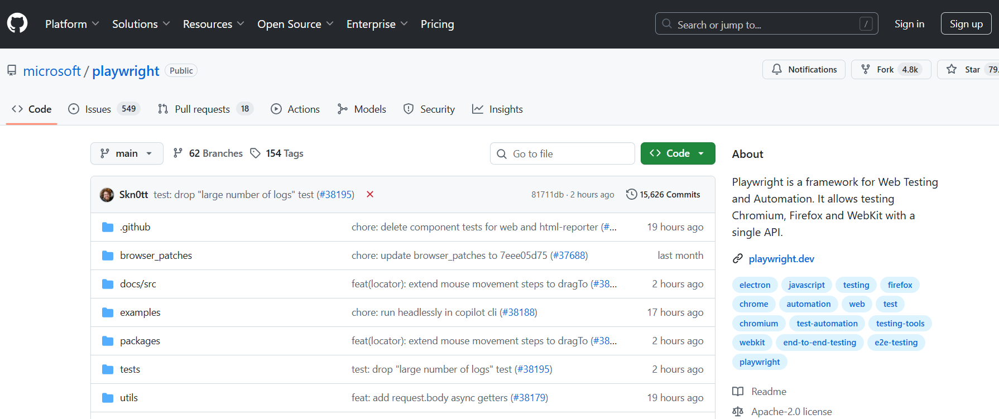 Platform Solutions Resources Open Source Enterprise Pricing Search or jump to... / Sign in Sign up
microsoft / playwright Public Notifications Fork 4.8k Star 79.
Code Issues 549 Pull requests 18 Actions Models Security Insights
main 62 Branches 154 Tags Go to file Code
Skn0tt test: drop "large number of logs" test (#38195) 81711db · 2 hours ago 15,626 Commits
.github chore: delete component tests for web and html-reporter (#... 19 hours ago
browser_patches chore: update browser_patches to 7eee05d75 (#37688) last month
docs/src feat(locator): extend mouse movement steps to dragTo (#38... 2 hours ago
examples chore: run headlessly in copilot cli (#38188) 17 hours ago
packages feat(locator): extend mouse movement steps to dragTo (#38... 2 hours ago
tests test: drop "large number of logs" test (#38195) 2 hours ago
utils feat: add request.body async getters (#38179) 19 hours ago
About
Playwright is a framework for Web Testing
and Automation. It allows testing
Chromium, Firefox and WebKit with a
single API.
playwright.dev
electron javascript testing firefox
chrome automation web test
chromium test-automation testing-tools
webkit end-to-end-testing e2e-testing
playwright
Readme
Apache-2.0 license